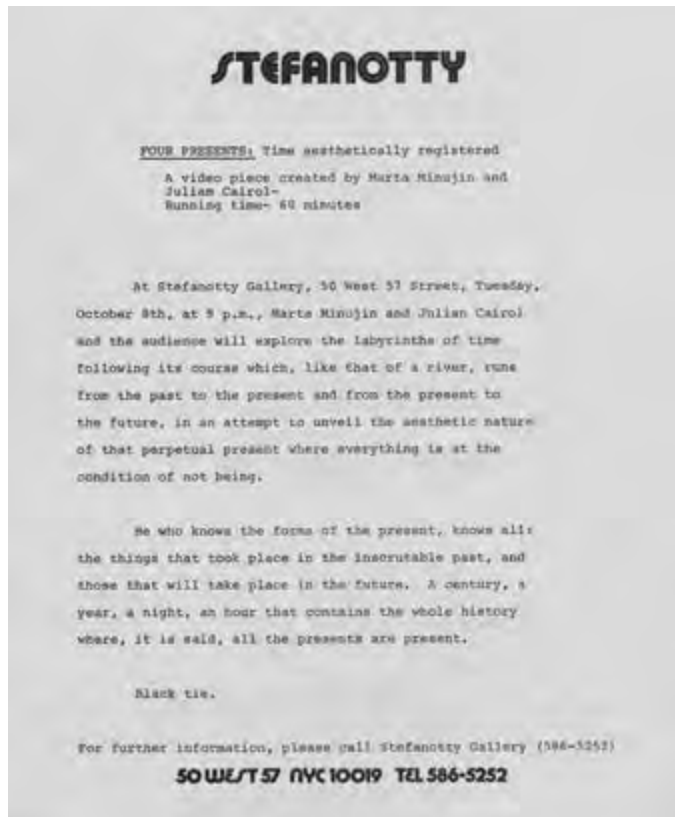 STEFANOTTY
FOUR PRESENTS: Time aesthetically registered
A video piece created by Marta Minujin and
Juliam Cairol-
Running time- 60 minutes
At Stefanotty Gallery, 50 West 57 Street, Tuesday,
October 8th, at 9 p.m., Marta Minujin and Julian Cairol
and the audience will explore the labyrinths of time
following its course which, like that of a river, runs
from the past to the present and from the present to
the future, in an attempt to unveil the aesthetic nature
of that perpetual present where everything is at the
condition of not being.
He who knows the forms of the present, knows all:
the things that took place in the inscrutable past, and
those that will take place in the future. A century, a
year, a night, an hour that contains the whole history
where, it is said, all the presents are present.
Black tie.
For further information, please call Stefanotty Gallery (586-5252)
50 WEST 57 NYC 10019 TEL 586-5252